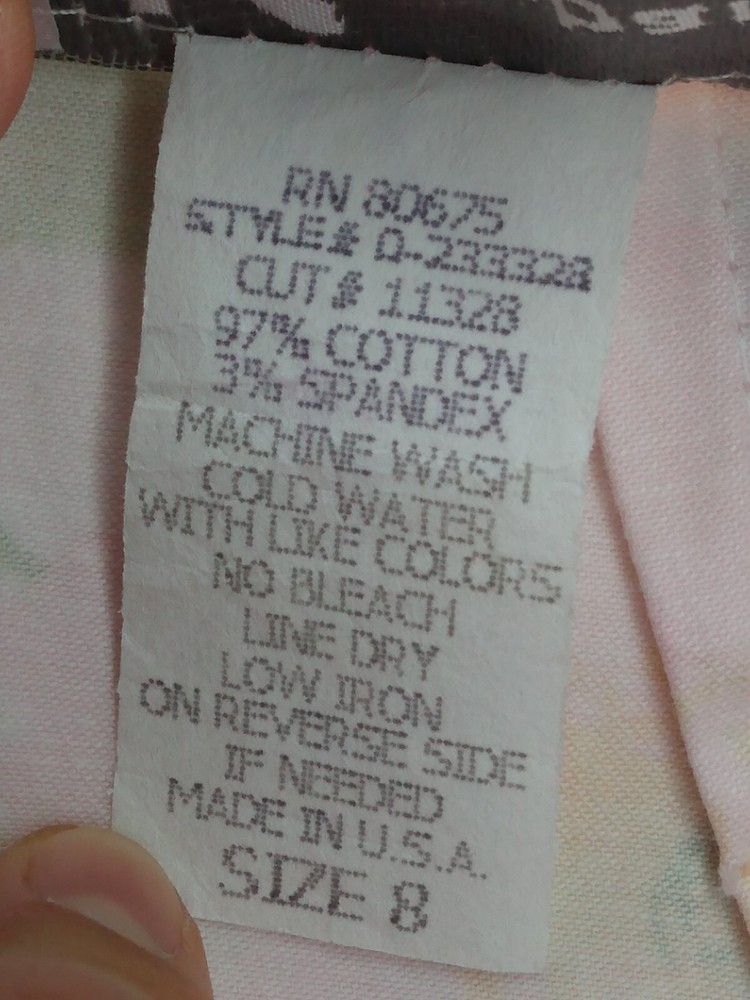 RN 80675
STYLE# D-233328
CUT# 11328
97% COTTON
3% SPANDEX
MACHINE WASH
COLD WATER
WITH LIKE COLORS
NO BLEACH
LINE DRY
LOW IRON
ON REVERSE SIDE
IF NEEDED
MADE IN U.S.A.
SIZE 8